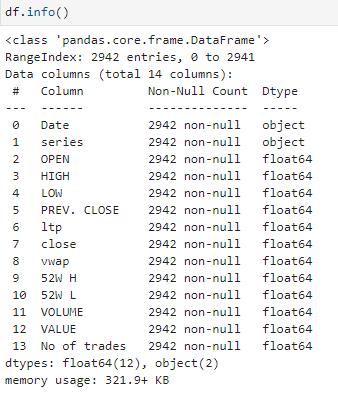 df.info()
<class 'pandas.core.frame.DataFrame'>
RangeIndex: 2942 entries, 0 to 2941
Data columns (total 14 columns):
 #   Column        Non-Null Count  Dtype
---  ------        --------------  -----
 0   Date          2942 non-null   object
 1   series        2942 non-null   object
 2   OPEN          2942 non-null   float64
 3   HIGH          2942 non-null   float64
 4   LOW           2942 non-null   float64
 5   PREV. CLOSE   2942 non-null   float64
 6   ltp           2942 non-null   float64
 7   close         2942 non-null   float64
 8   vwap          2942 non-null   float64
 9   52W H         2942 non-null   float64
 10  52W L         2942 non-null   float64
 11  VOLUME        2942 non-null   float64
 12  VALUE         2942 non-null   float64
 13  No of trades  2942 non-null   float64
dtypes: float64(12), object(2)
memory usage: 321.9+ KB